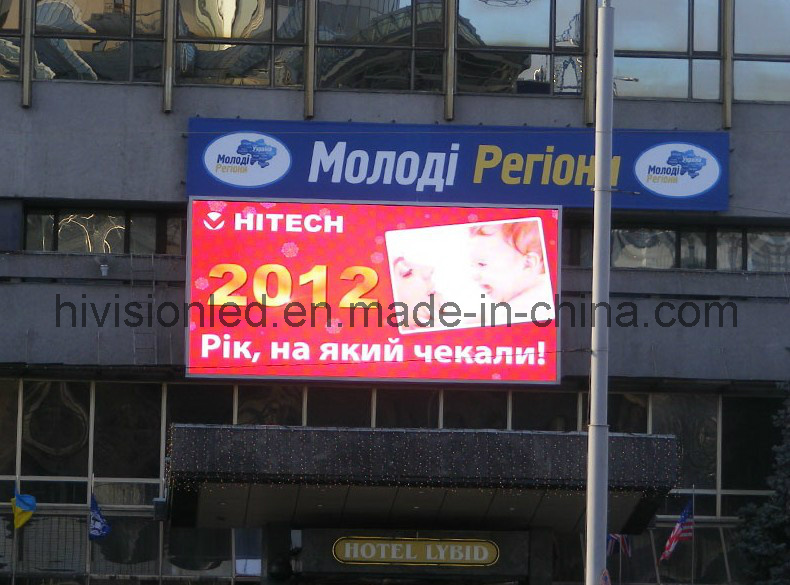 Україна
Молоді
Регіони
Молоді Регіони
Молоді
Регіони
HITECH
2012
hivisionled.en.made-in-china.com
Рік, на який чекали!
HOTEL LYBID